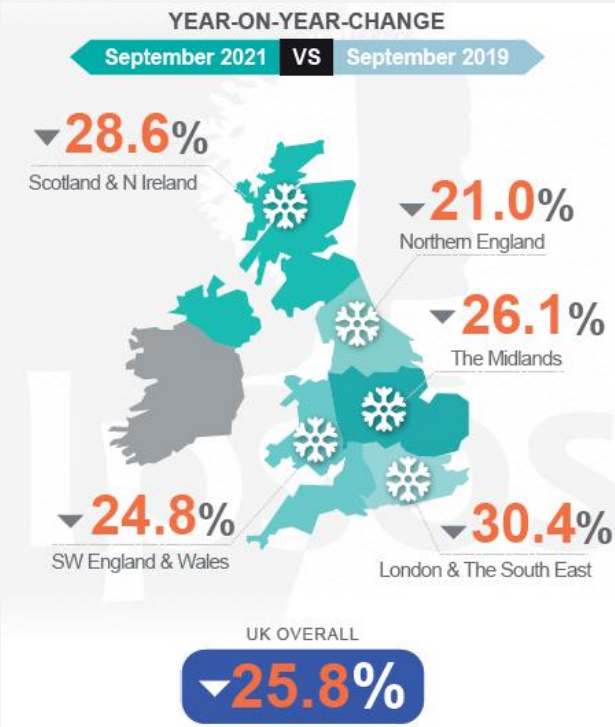 YEAR-ON-YEAR-CHANGE
September 2021 VS September 2019
28.6%
Scotland & N Ireland
21.0%
Northern England
26.1%
The Midlands
24.8%
SW England & Wales
30.4%
London & The South East
UK OVERALL
25.8%
Ipsos